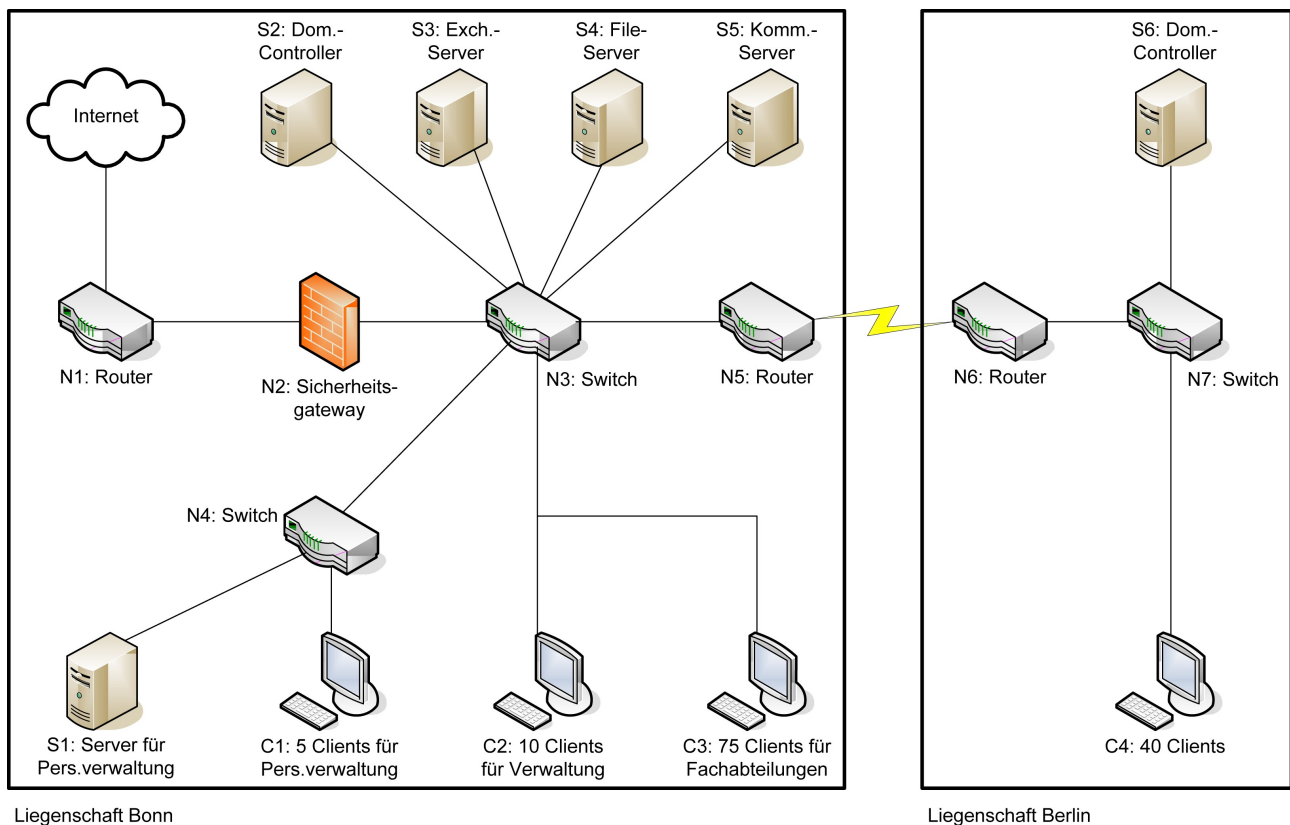 S2: Dom.-
Controller
S3: Exch.-
Server
S4: File-
Server
S5: Komm.-
Server
S6: Dom.-
Controller
Internet
N1: Router
N2: Sicherheits-
gateway
N3: Switch
N5: Router
N6: Router
N7: Switch
N4: Switch
S1: Server für
Pers.verwaltung
C1: 5 Clients für
Pers.verwaltung
C2: 10 Clients
für Verwaltung
C3: 75 Clients für
Fachabteilungen
C4: 40 Clients
Liegenschaft Bonn
Liegenschaft Berlin